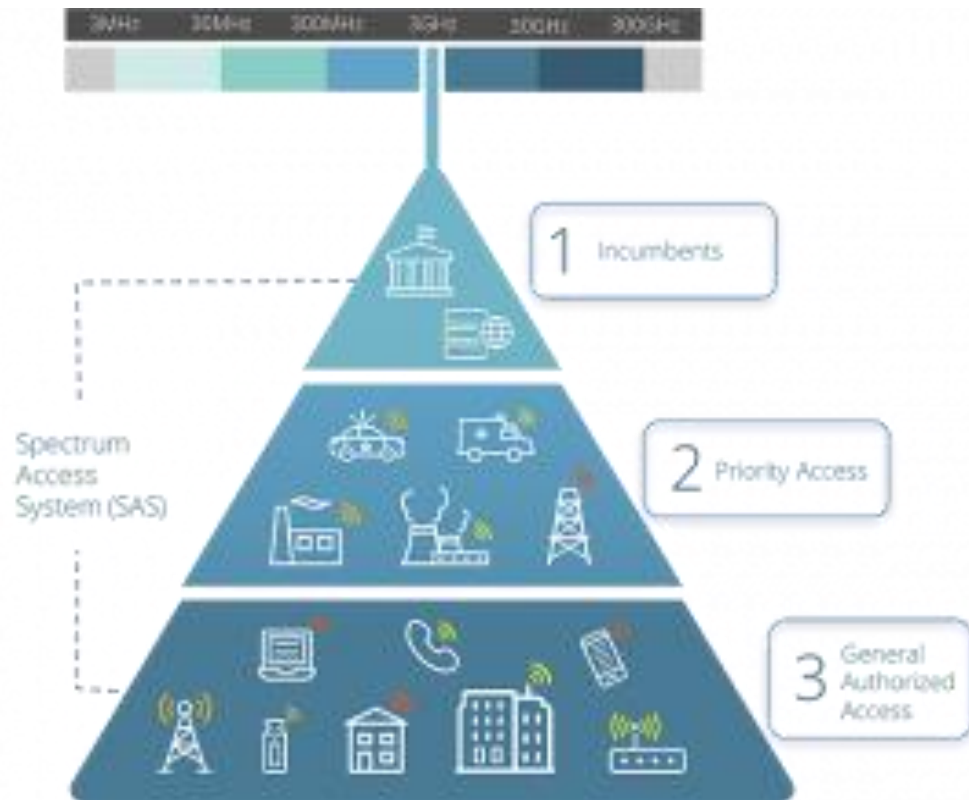 3MHz 30MHz 300MHz 3GHz 30GHz 300GHz
1 Incumbents
Spectrum
Access
System (SAS)
2 Priority Access
3 General
Authorized
Access